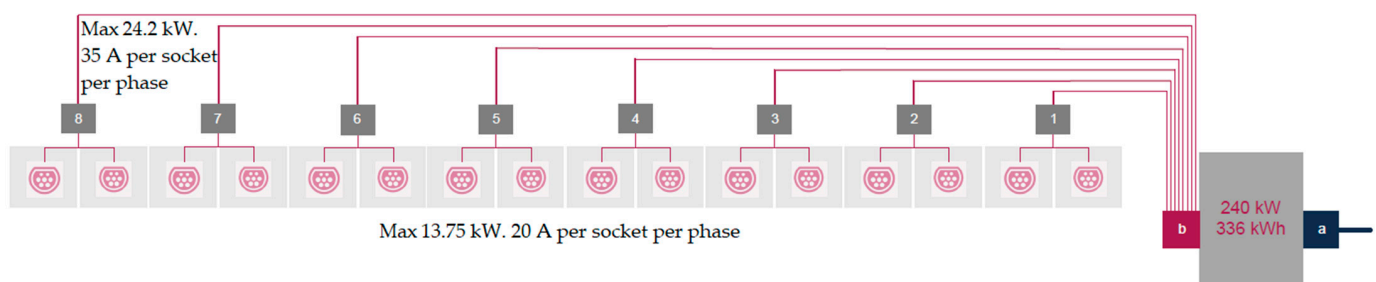 Max 24.2 kW.
35 A per socket
per phase
8
7
6
5
4
3
2
1
Max 13.75 kW. 20 A per socket per phase
240 kW
336 kWh
b
a